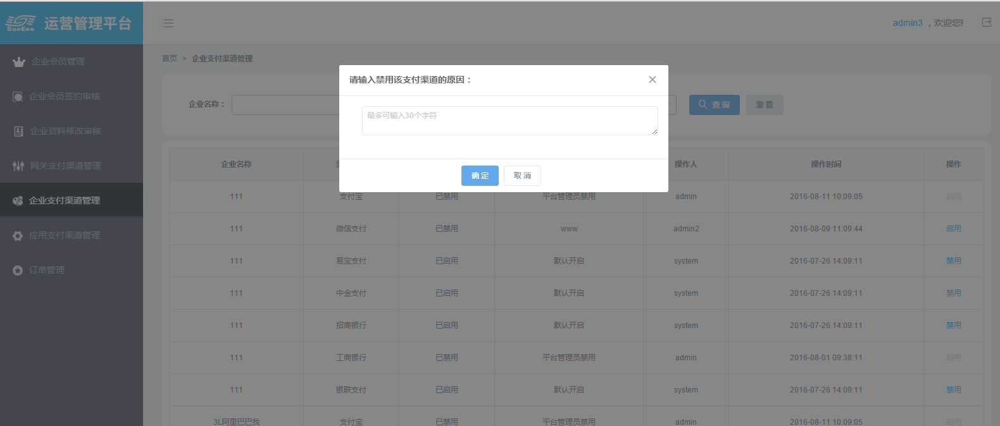 SunEee 运营管理平台
admin3 ，欢迎您!
企业会员管理
企业会员签约审核
企业资料修改审核
网关支付渠道管理
企业支付渠道管理
应用支付渠道管理
订单管理
首页 > 企业支付渠道管理
请输入禁用该支付渠道的原因：
最多可输入30个字符
确定 取消
企业名称： 查询 重置
企业名称 操作人 操作时间 操作
111 支付宝 已禁用 平台管理员禁用 admin 2016-08-11 10:09:05 启用
111 微信支付 已禁用 www admin2 2016-08-09 11:09:44 启用
111 易宝支付 已启用 默认开启 system 2016-07-26 14:09:11 禁用
111 中金支付 已启用 默认开启 system 2016-07-26 14:09:11 禁用
111 招商银行 已启用 默认开启 system 2016-07-26 14:09:11 禁用
111 工商银行 已禁用 平台管理员禁用 admin 2016-08-01 09:38:11 启用
111 银联支付 已启用 默认开启 system 2016-07-26 14:09:11 禁用
3L阿里巴巴我 支付宝 已禁用 平台管理员禁用 admin 2016-08-11 10:09:05 启用